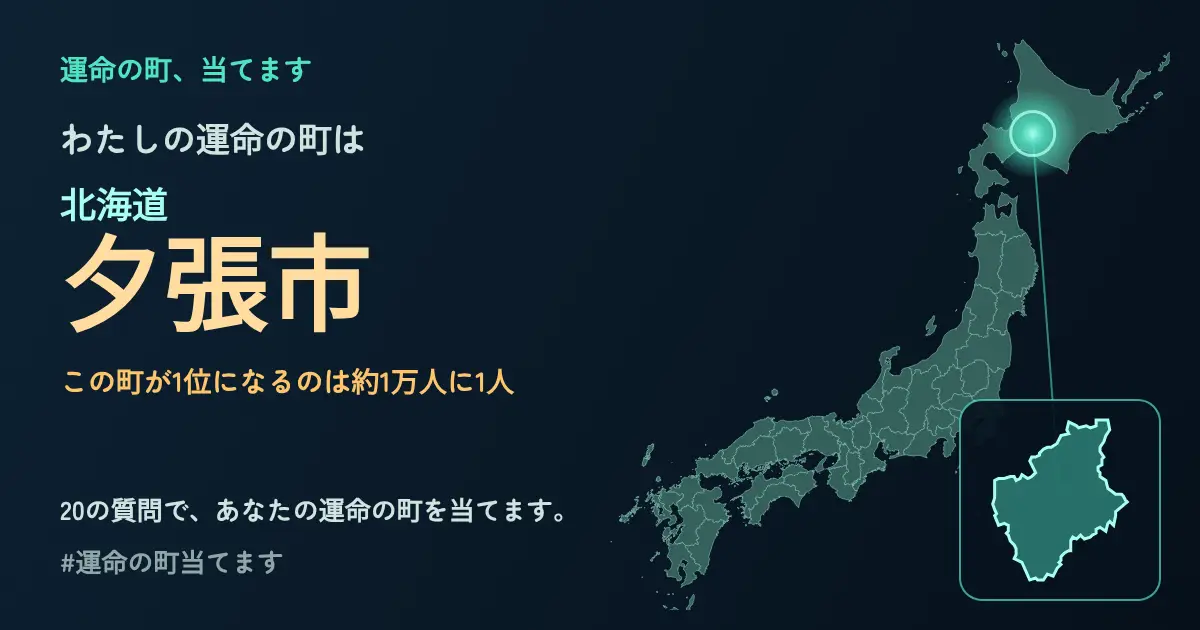 運命の町、当てます
わたしの運命の町は
北海道
夕張市
この町が1位になるのは約1万人に1人
20の質問で、あなたの運命の町を当てます。
#運命の町当てます